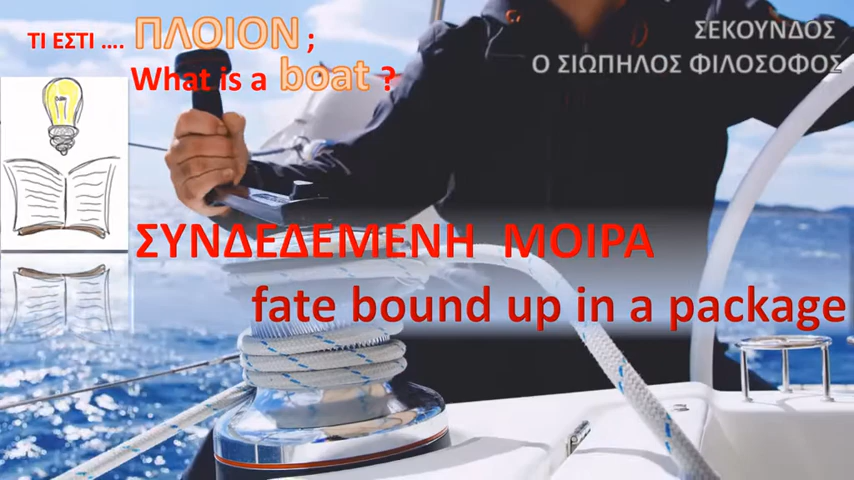 ΤΙ ΕΣΤΙ .... ΠΛΟΙΟΝ ;
What is a boat ?
ΣΕΚΟΥΝΔΟΣ
Ο ΣΙΩΠΗΛΟΣ ΦΙΛΟΣΟΦΟΣ
ΣΥΝΔΕΔΕΜΕΝΗ ΜΟΙΡΑ
fate bound up in a package